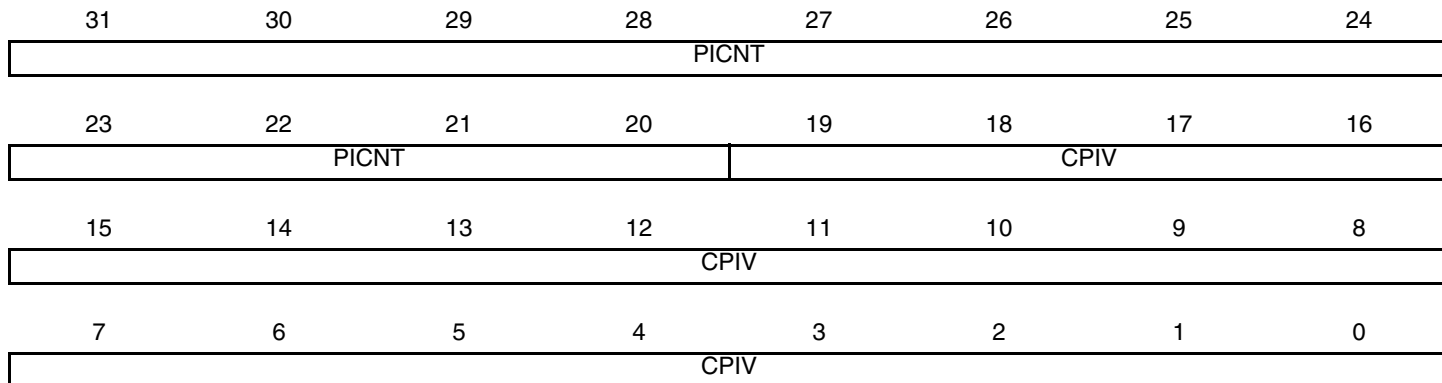 31 30 29 28 27 26 25 24
PICNT
23 22 21 20 19 18 17 16
PICNT CPIV
15 14 13 12 11 10 9 8
CPIV
7 6 5 4 3 2 1 0
CPIV